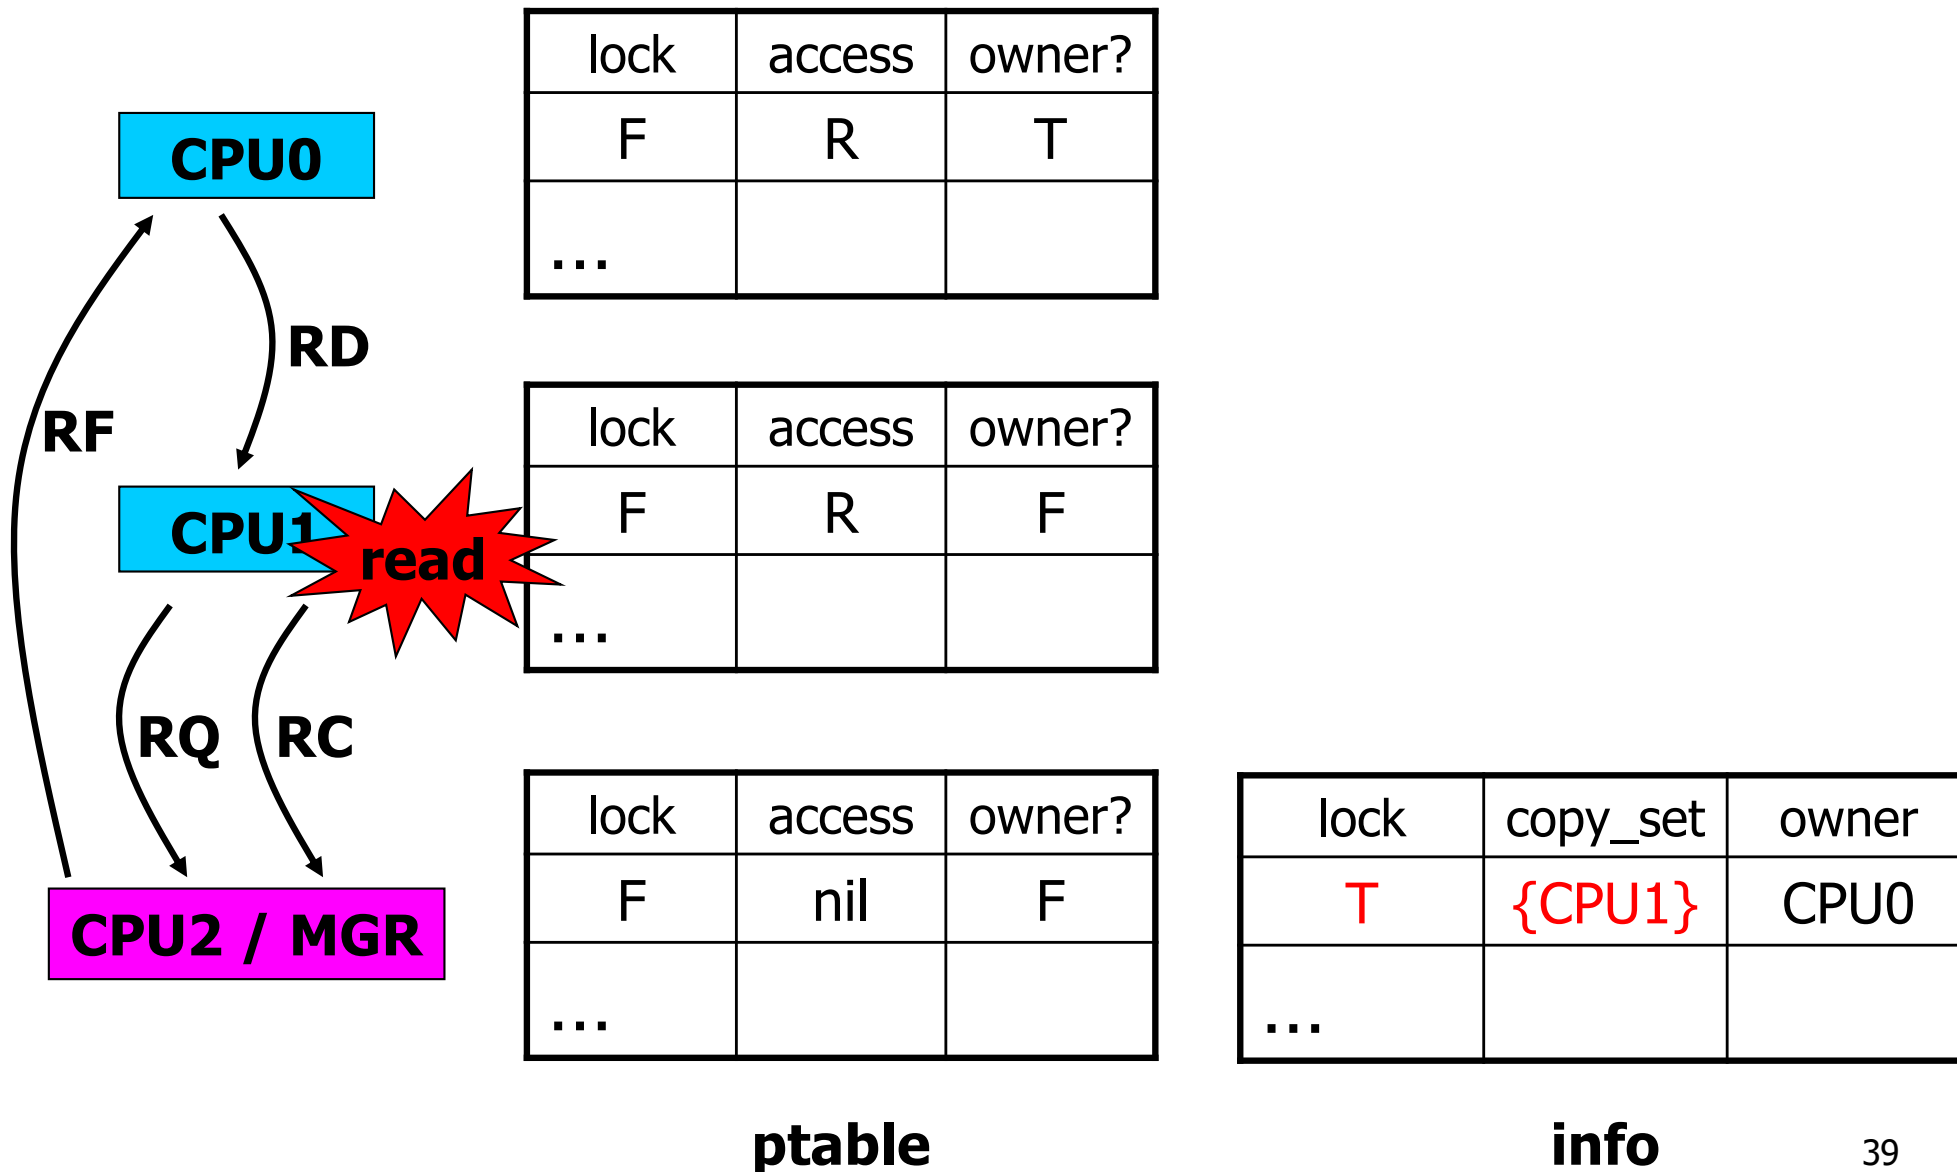 lock access owner?
F R T
...
CPU0
RD
RF
lock access owner?
F R F
...
CPU1
read
RQ RC
lock access owner?
F nil F
...
CPU2 / MGR
lock copy_set owner
T {CPU1} CPU0
...
ptable
info
39